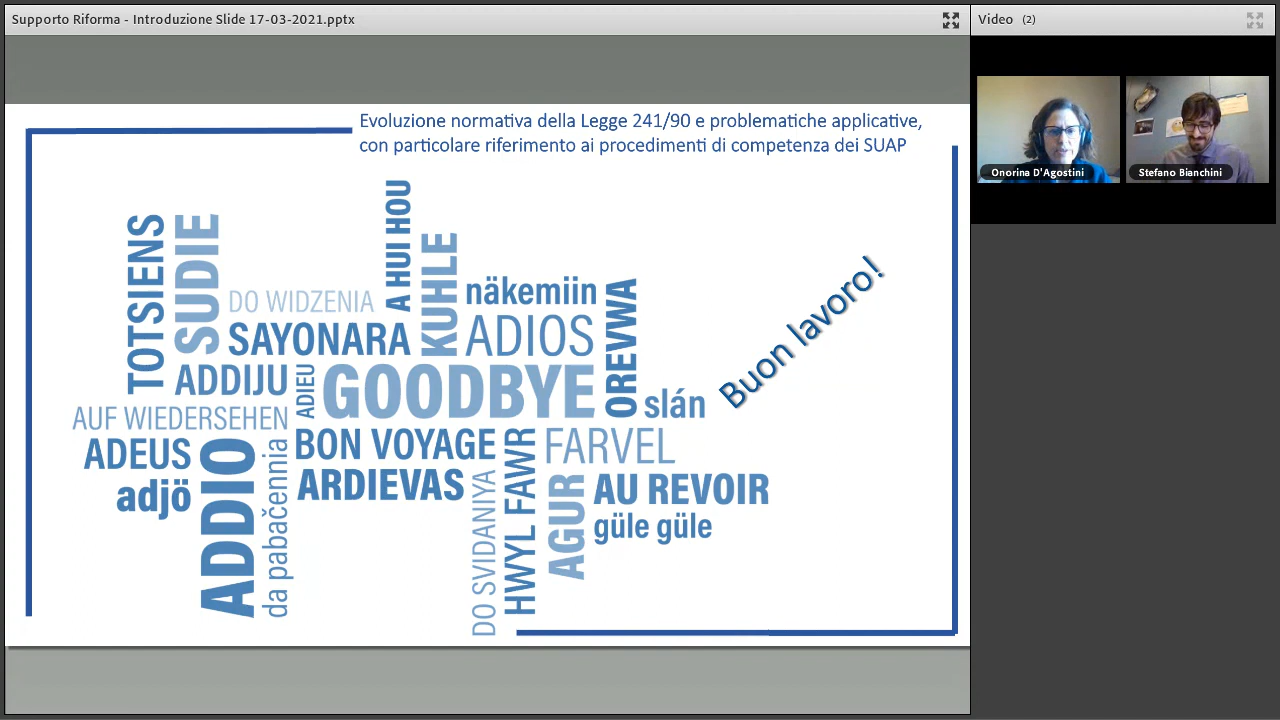 Supporto Riforma - Introduzione Slide 17-03-2021.pptx
Video (2)
Evoluzione normativa della Legge 241/90 e problematiche applicative,
con particolare riferimento ai procedimenti di competenza dei SUAP
Onorina D'Agostini
Stefano Bianchini
TOTSIENS
SUDIE
DO WIDZENIA
A HUI HOU
KUHLE
näkemiin
OREVWA
SAYONARA
ADIOS
Buon lavoro!
ADDIJU
ADIEU
GOODBYE
slán
AUF WIEDERSEHEN
BON VOYAGE
FARVEL
ADEUS
ADDIO
da pabačennia
ARDIEVAS
DO SVIDANIYA
HWYL FAWR
AGUR
AU REVOIR
adjö
güle güle